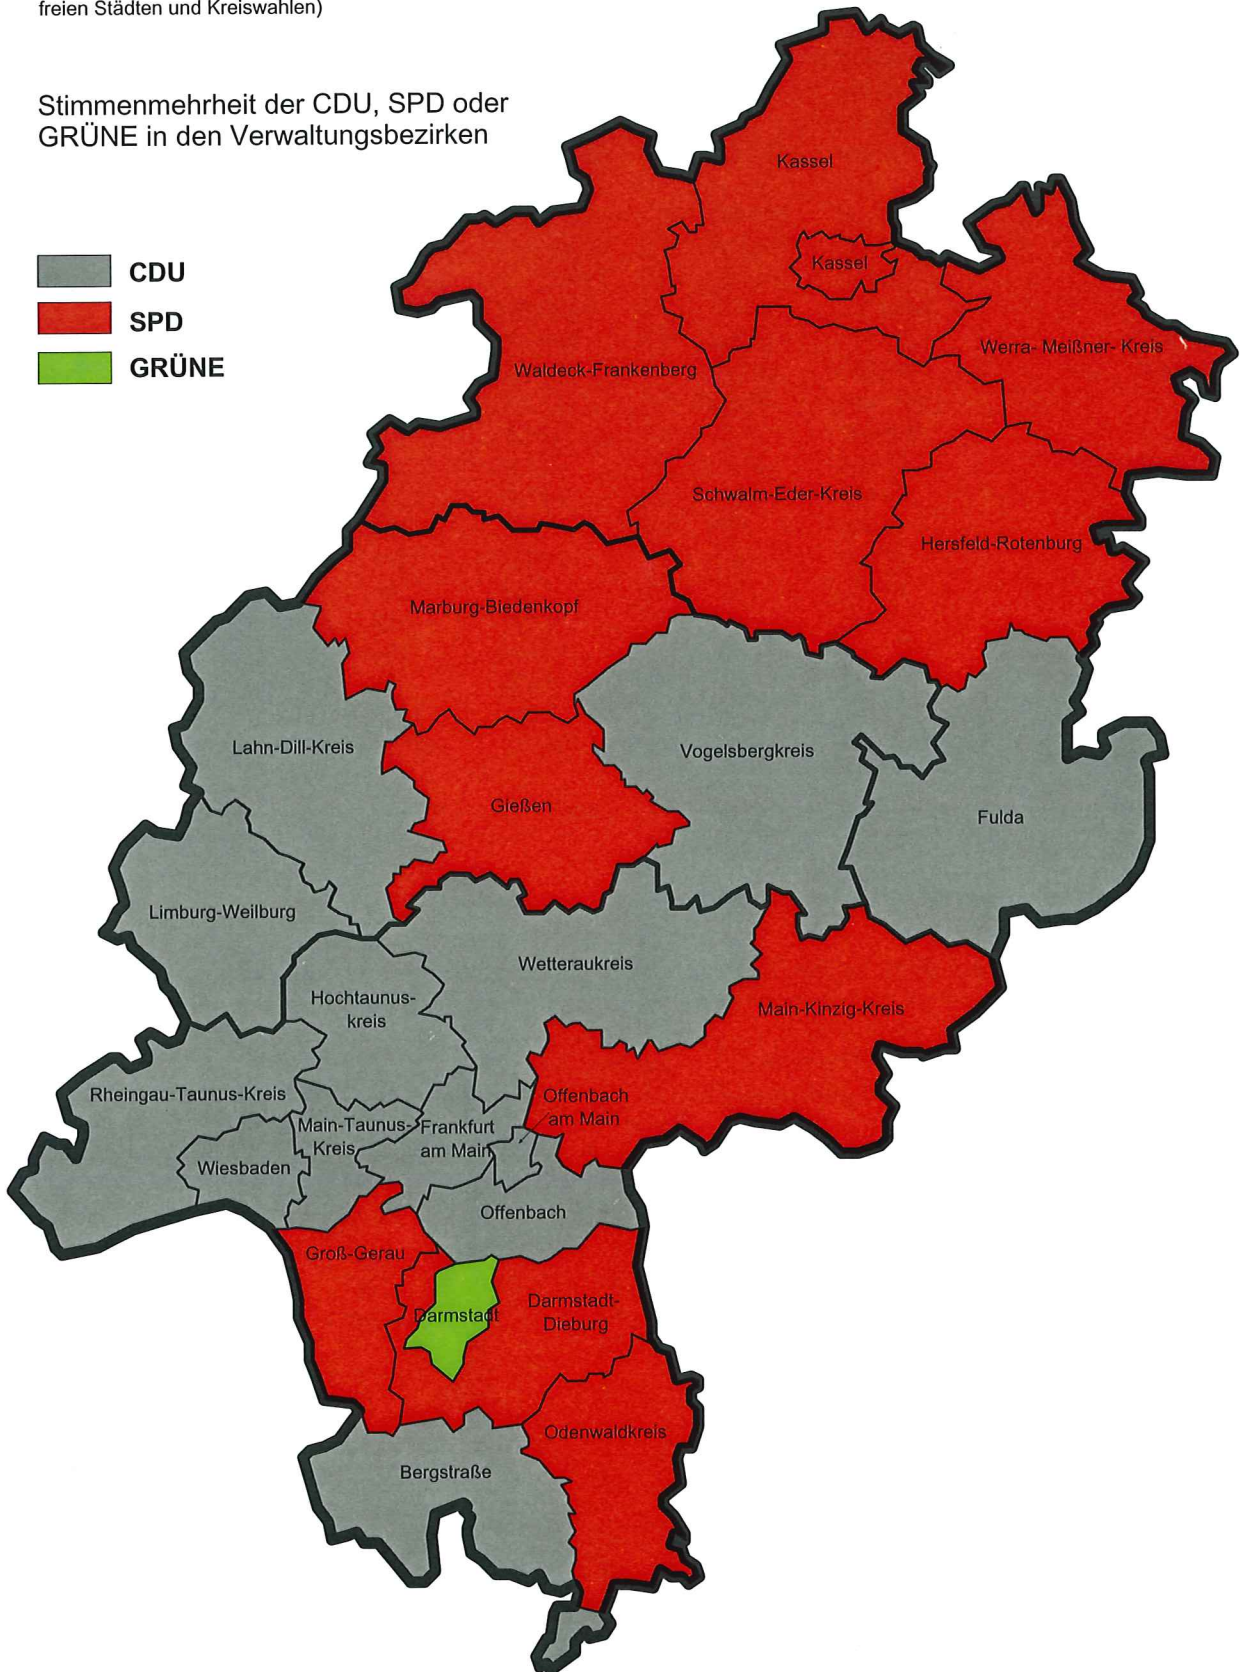 freien Städten und Kreiswahlen)
Stimmenmehrheit der CDU, SPD oder
GRÜNE in den Verwaltungsbezirken
CDU
SPD
GRÜNE
Kassel
Kassel
Werra- Meißner- Kreis
Waldeck-Frankenberg
Schwalm-Eder-Kreis
Hersfeld-Rotenburg
Marburg-Biedenkopf
Lahn-Dill-Kreis
Vogelsbergkreis
Gießen
Fulda
Limburg-Weilburg
Wetteraukreis
Hochtaunus-
kreis
Main-Kinzig-Kreis
Rheingau-Taunus-Kreis
Offenbach
am Main
Main-Taunus-
Kreis
Frankfurt
am Main
Wiesbaden
Offenbach
Groß-Gerau
Darmstadt
Darmstadt-
Dieburg
Odenwaldkreis
Bergstraße